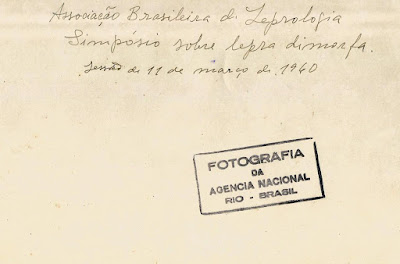 Associação Brasileira de Leprologia
Simpósio sobre lepra dimorfa.
Sessão de 11 de março de 1960
FOTOGRAFIA
DA
AGENCIA NACIONAL
RIO - BRASIL